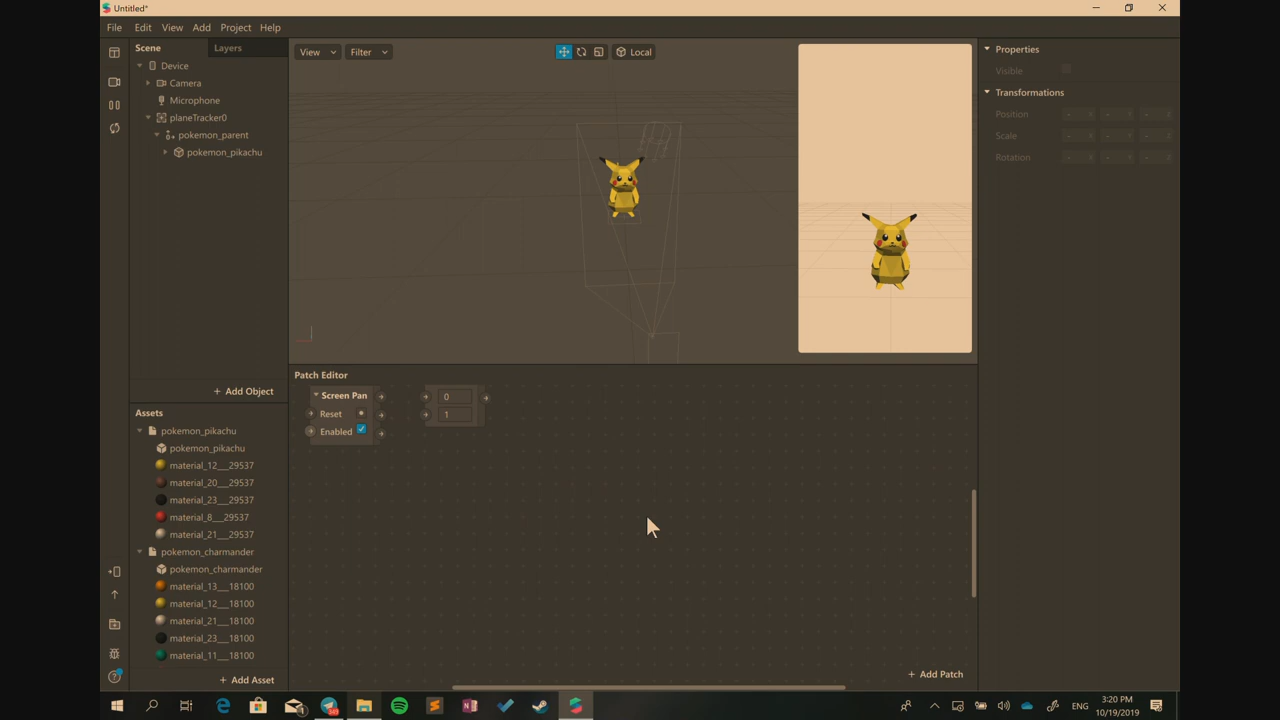 Untitled*
File Edit View Add Project Help
Scene
Layers
Device
Camera
Microphone
planeTracker0
pokemon_parent
pokemon_pikachu
+ Add Object
Assets
pokemon_pikachu
pokemon_pikachu
material_12__29537
material_20__29537
material_23__29537
material_8__29537
material_21__29537
pokemon_charmander
pokemon_charmander
material_13__18100
material_12__18100
material_21__18100
material_23__18100
material_11__18100
+ Add Asset
View
Filter
Local
Patch Editor
Screen Pan
Reset
Enabled
0
1
+ Add Patch
Properties
Visible
Transformations
Position - X - Y - Z
Scale - X - Y - Z
Rotation - X - Y - Z
ENG
3:20 PM
10/19/2019